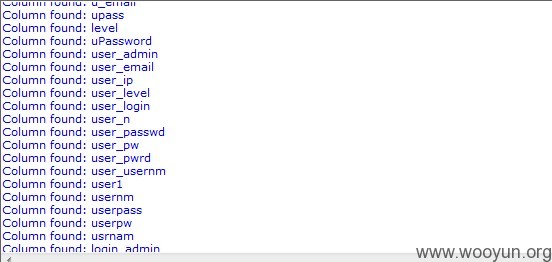 Column found: u_email
Column found: upass
Column found: level
Column found: uPassword
Column found: user_admin
Column found: user_email
Column found: user_ip
Column found: user_level
Column found: user_login
Column found: user_n
Column found: user_passwd
Column found: user_pw
Column found: user_pwrd
Column found: user_usernm
Column found: user1
Column found: usernm
Column found: userpass
Column found: userpw
Column found: usrnam
Column found: login_admin
www.wooyun.org